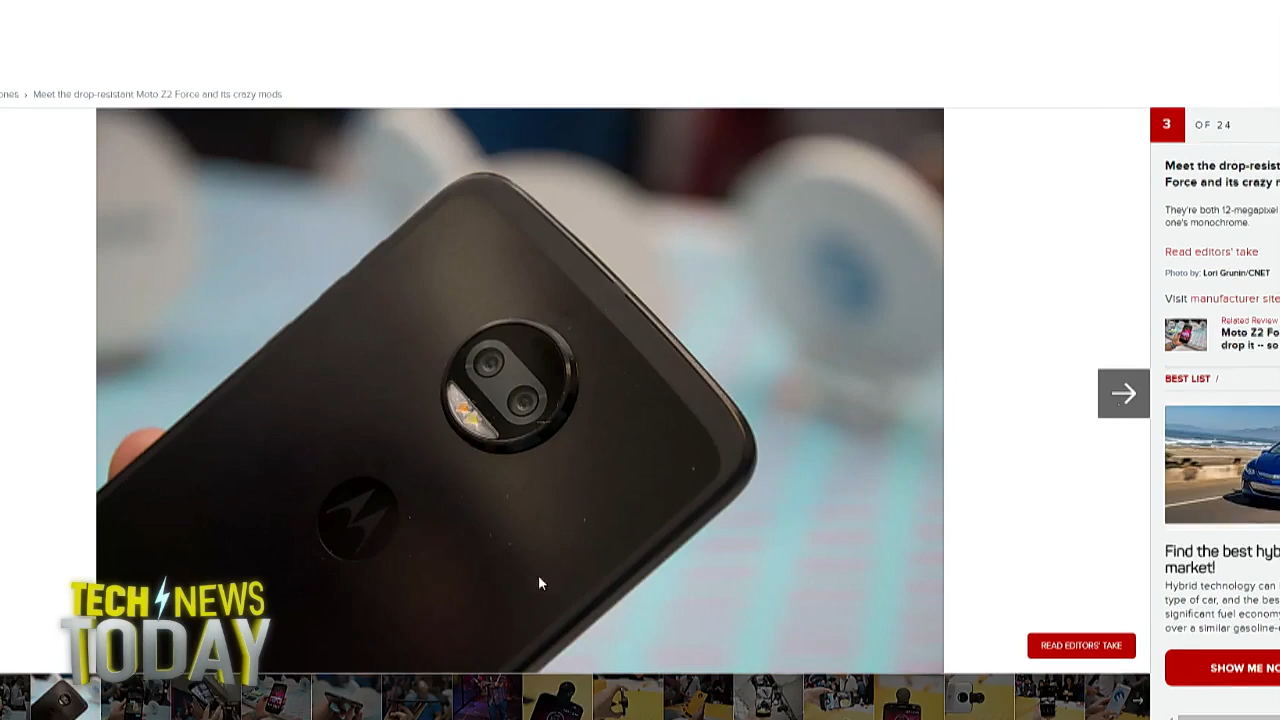 ones › Meet the drop-resistant Moto Z2 Force and its crazy mods
3 OF 24
Meet the drop-resist
Force and its crazy
They're both 12-megapixel
one's monochrome.
Read editors' take
Photo by: Lori Grunin/CNET
Visit manufacturer site
Related Review
Moto Z2 Fo
drop it -- so
BEST LIST /
Find the best hyb
market!
Hybrid technology can
type of car, and the bes
significant fuel economy
over a similar gasoline-
SHOW ME NO
READ EDITORS' TAKE
TECH NEWS
TODAY